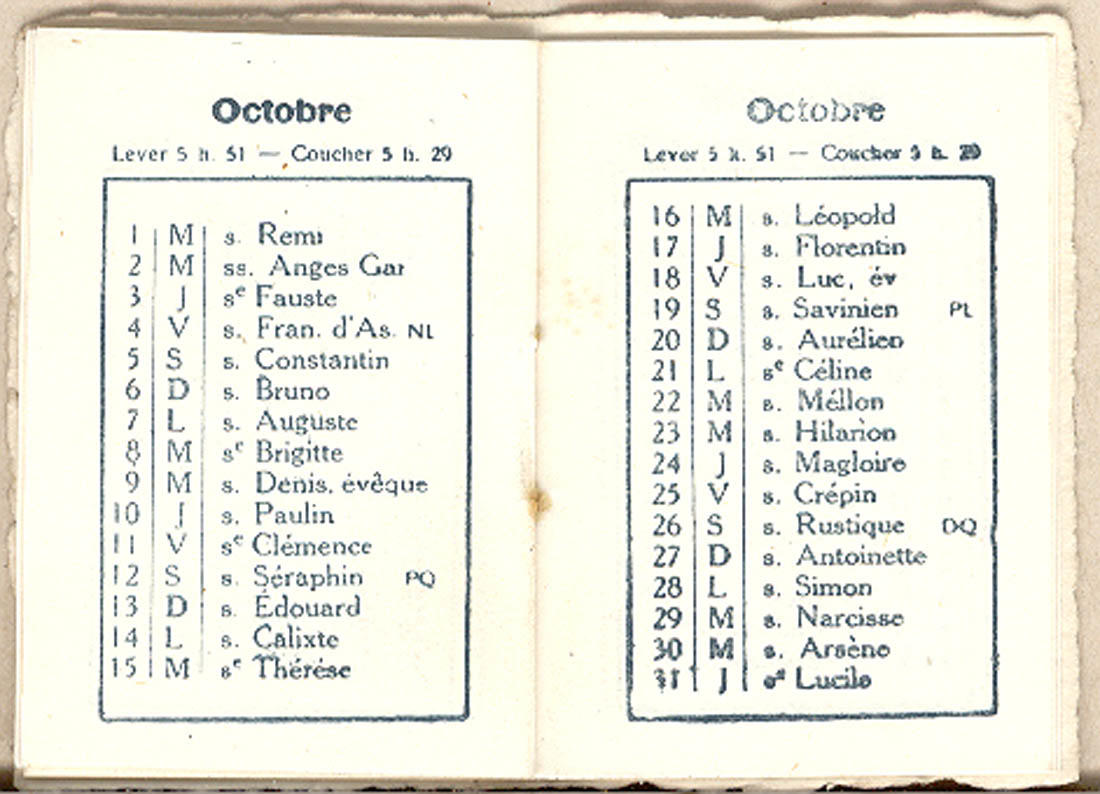 Octobre
Lever 5 h. 51 — Coucher 5 h. 29
1 M s. Remi
2 M ss. Anges Gar
3 J se Fauste
4 V s. Fran. d'As. NL
5 S s. Constantin
6 D s. Bruno
7 L s. Auguste
8 M se Brigitte
9 M s. Denis, évêque
10 J s. Paulin
11 V se Clémence
12 S s. Séraphin PQ
13 D s. Édouard
14 L s. Calixte
15 M se Thérèse
Octobre
Lever 5 h. 51 — Coucher 5 h. 29
16 M s. Léopold
17 J s. Florentin
18 V s. Luc, év
19 S s. Savinien PL
20 D s. Aurélien
21 L se Céline
22 M s. Méllon
23 M s. Hilarion
24 J s. Magloire
25 V s. Crépin
26 S s. Rustique DQ
27 D s. Antoinette
28 L s. Simon
29 M s. Narcisse
30 M s. Arsène
31 J se Lucile